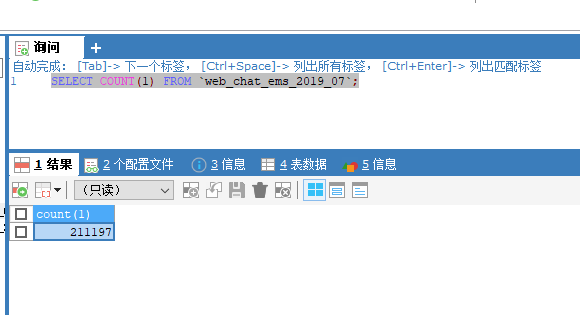 询问
自动完成： [Tab]-> 下一个标签， [Ctrl+Space]-> 列出所有标签， [Ctrl+Enter]-> 列出匹配标签
1 SELECT COUNT(1) FROM `web_chat_ems_2019_07`;
1 结果 2 个配置文件 3 信息 4 表数据 5 信息
（只读）
count(1)
211197